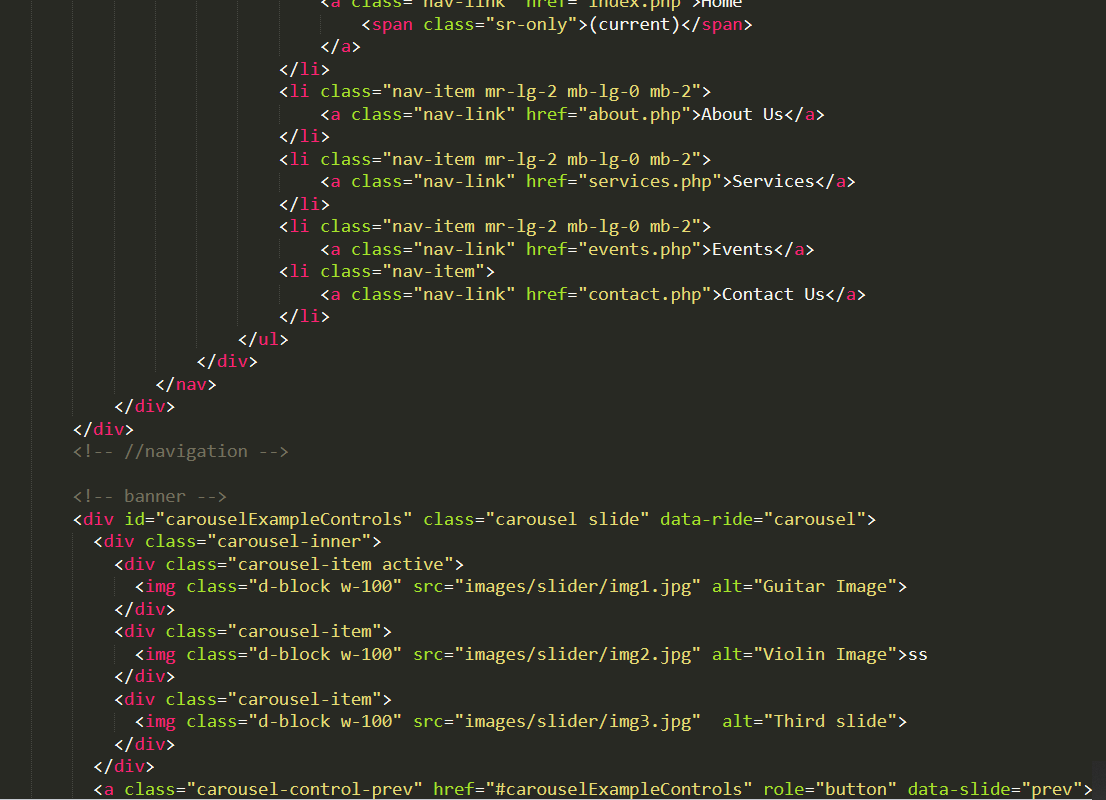 <a class="nav-link" href="index.php">Home
<span class="sr-only">(current)</span>
</a>
</li>
<li class="nav-item mr-lg-2 mb-lg-0 mb-2">
<a class="nav-link" href="about.php">About Us</a>
</li>
<li class="nav-item mr-lg-2 mb-lg-0 mb-2">
<a class="nav-link" href="services.php">Services</a>
</li>
<li class="nav-item mr-lg-2 mb-lg-0 mb-2">
<a class="nav-link" href="events.php">Events</a>
<li class="nav-item">
<a class="nav-link" href="contact.php">Contact Us</a>
</li>
</ul>
</div>
</nav>
</div>
</div>
<!-- //navigation -->
<!-- banner -->
<div id="carouselExampleControls" class="carousel slide" data-ride="carousel">
<div class="carousel-inner">
<div class="carousel-item active">
<img class="d-block w-100" src="images/slider/img1.jpg" alt="Guitar Image">
</div>
<div class="carousel-item">
<img class="d-block w-100" src="images/slider/img2.jpg" alt="Violin Image">ss
</div>
<div class="carousel-item">
<img class="d-block w-100" src="images/slider/img3.jpg"  alt="Third slide">
</div>
</div>
<a class="carousel-control-prev" href="#carouselExampleControls" role="button" data-slide="prev">